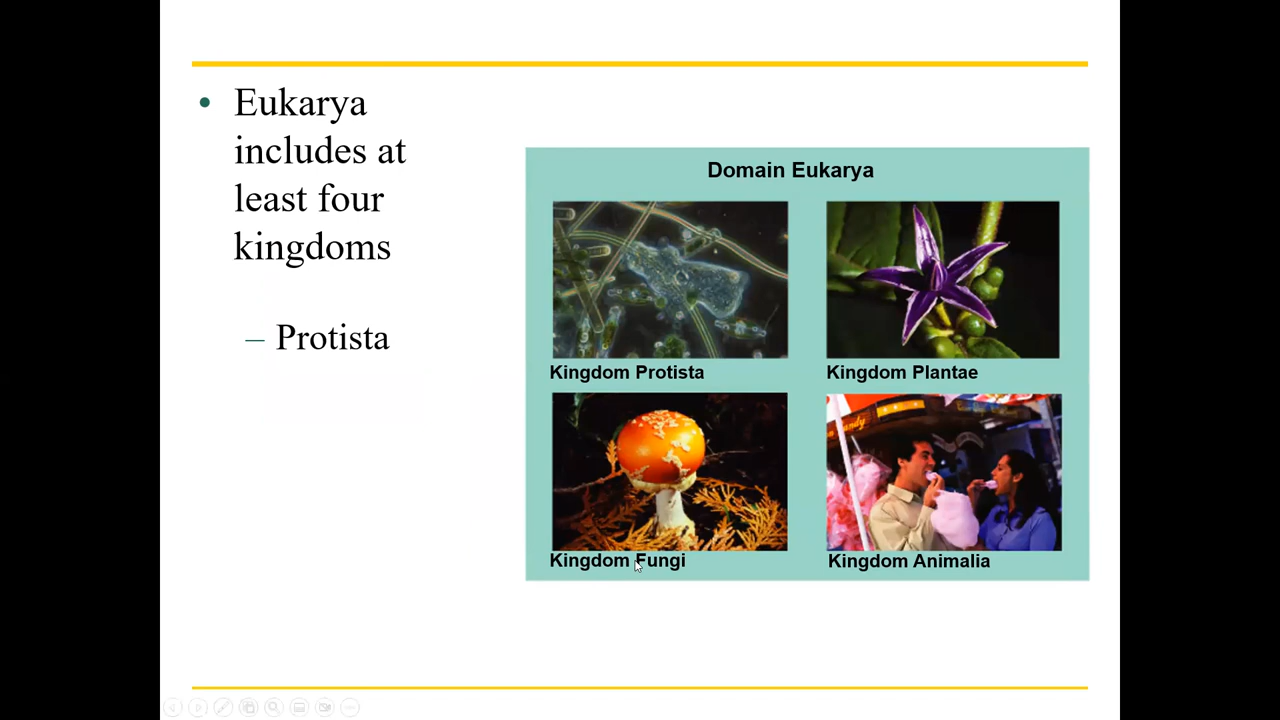 • Eukarya
includes at
least four
kingdoms
– Protista
Domain Eukarya
Kingdom Protista
Kingdom Plantae
Kingdom Fungi
Kingdom Animalia